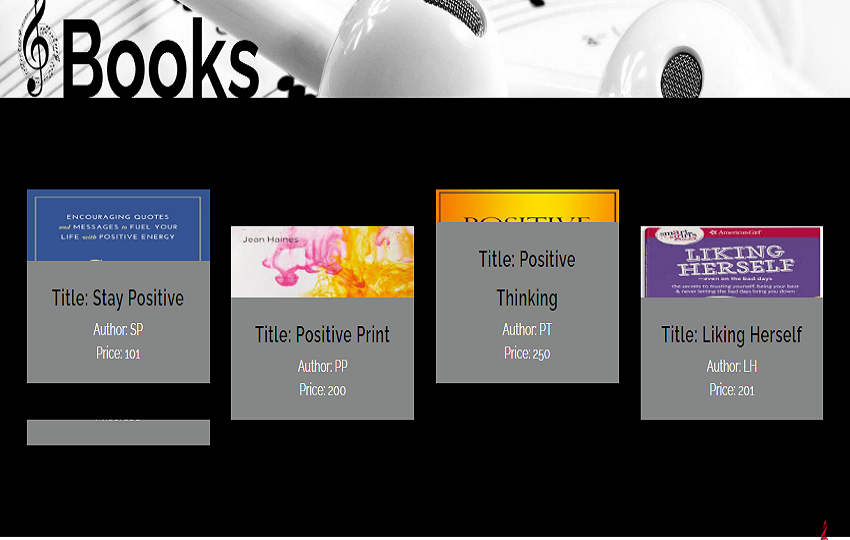 Books
ENCOURAGING QUOTES
and MESSAGES to FUEL YOUR
LIFE with POSITIVE ENERGY
Title: Stay Positive
Author: SP
Price: 101
Jean Haines
Title: Positive Print
Author: PP
Price: 200
POSITIVE
Title: Positive
Thinking
Author: PT
Price: 250
smart girl's
American Girl
LIKING
HERSELF
—even on the bad days
the secrets to trusting yourself, being your best
& never letting the bad days bring you down
Title: Liking Herself
Author: LH
Price: 201